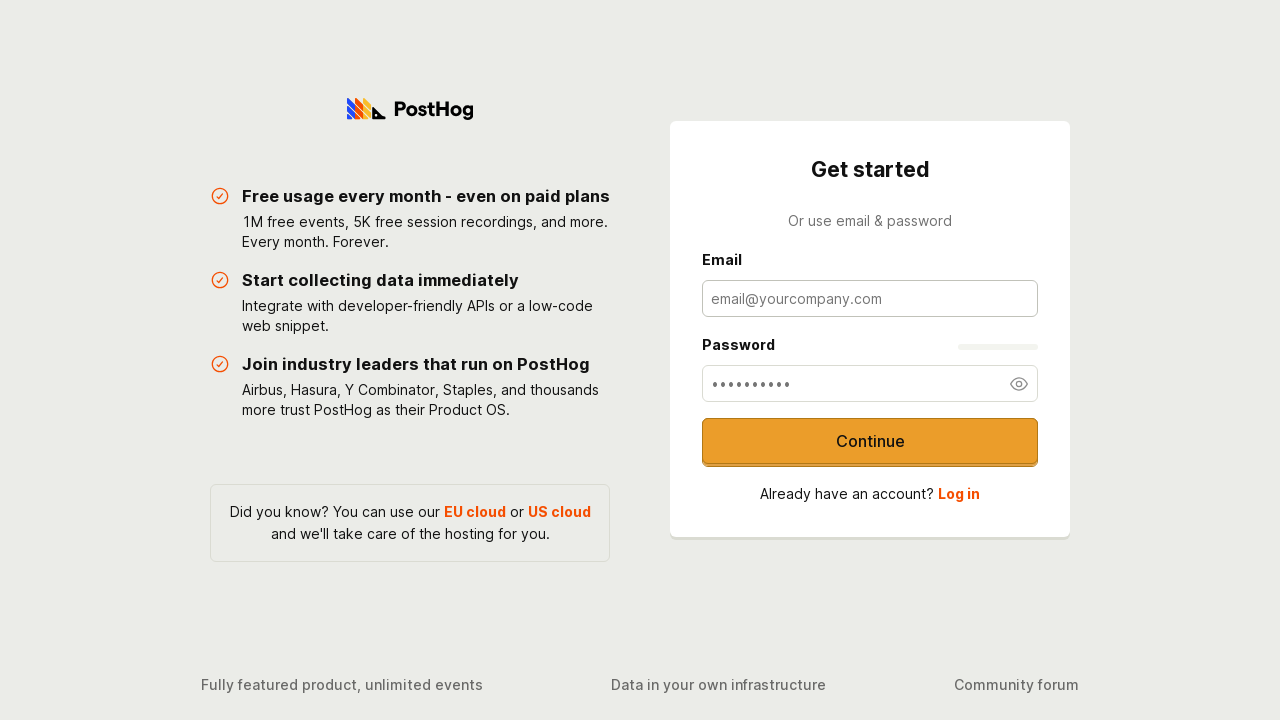 PostHog
Free usage every month - even on paid plans
1M free events, 5K free session recordings, and more.
Every month. Forever.
Start collecting data immediately
Integrate with developer-friendly APIs or a low-code
web snippet.
Join industry leaders that run on PostHog
Airbus, Hasura, Y Combinator, Staples, and thousands
more trust PostHog as their Product OS.
Did you know? You can use our EU cloud or US cloud
and we'll take care of the hosting for you.
Get started
Or use email & password
Email
email@yourcompany.com
Password
••••••••••
Continue
Already have an account? Log in
Fully featured product, unlimited events
Data in your own infrastructure
Community forum